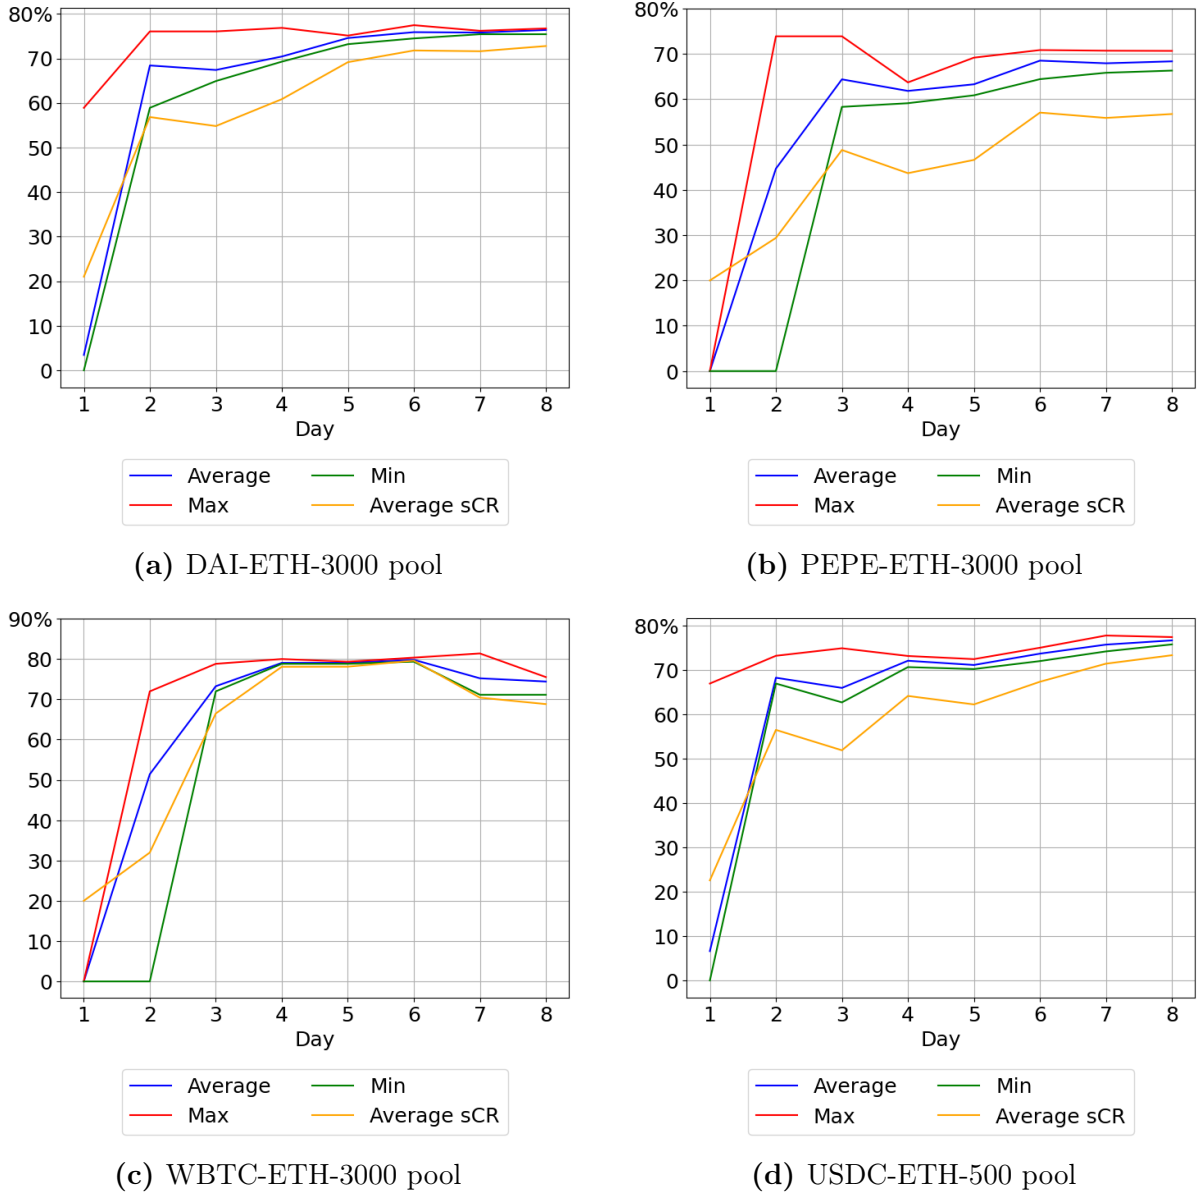 80%
70
60
50
40
30
20
10
0
1 2 3 4 5 6 7 8
Day
Average Min
Max Average sCR
(a) DAI-ETH-3000 pool
80%
70
60
50
40
30
20
10
0
1 2 3 4 5 6 7 8
Day
Average Min
Max Average sCR
(b) PEPE-ETH-3000 pool
90%
80
70
60
50
40
30
20
10
0
1 2 3 4 5 6 7 8
Day
Average Min
Max Average sCR
(c) WBTC-ETH-3000 pool
80%
70
60
50
40
30
20
10
0
1 2 3 4 5 6 7 8
Day
Average Min
Max Average sCR
(d) USDC-ETH-500 pool